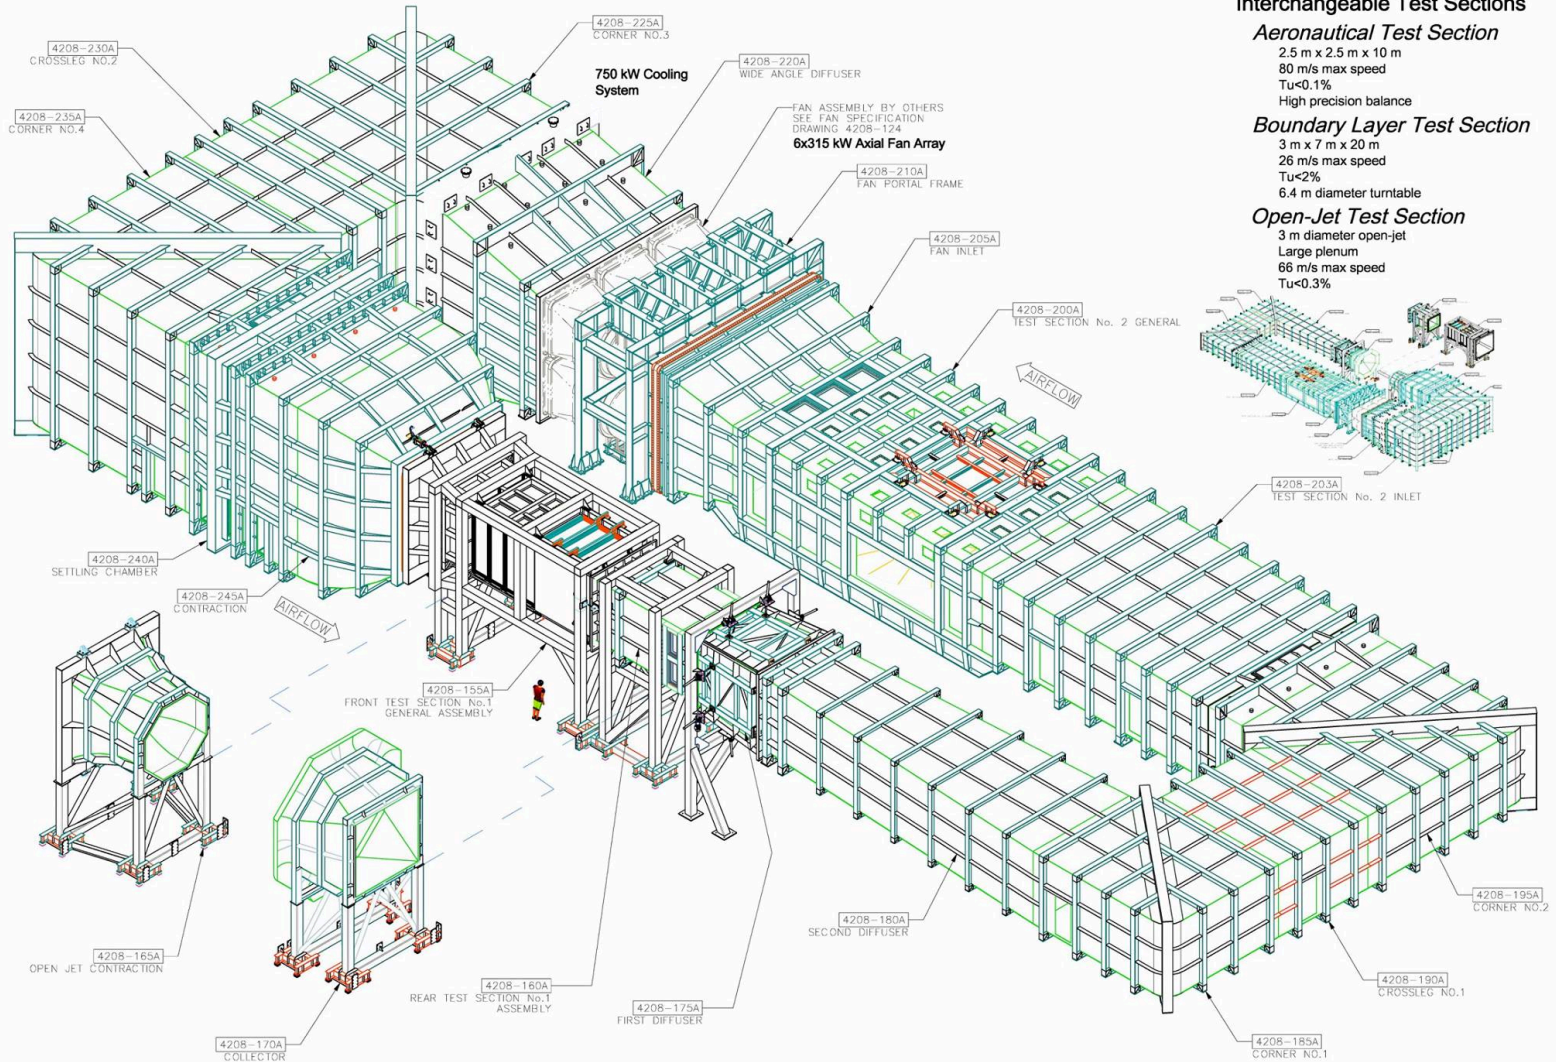 Interchangeable Test Sections
Aeronautical Test Section
2.5 m x 2.5 m x 10 m
80 m/s max speed
Tu<0.1%
High precision balance
Boundary Layer Test Section
3 m x 7 m x 20 m
26 m/s max speed
Tu<2%
6.4 m diameter turntable
Open-Jet Test Section
3 m diameter open-jet
Large plenum
66 m/s max speed
Tu<0.3%
4208-225A
CORNER NO.3
4208-230A
CROSSLEG NO.2
4208-235A
CORNER NO.4
750 kW Cooling
System
4208-220A
WIDE ANGLE DIFFUSER
FAN ASSEMBLY BY OTHERS
SEE FAN SPECIFICATION
DRAWING 4208-124
6x315 kW Axial Fan Array
4208-210A
FAN PORTAL FRAME
4208-205A
FAN INLET
4208-200A
TEST SECTION No. 2 GENERAL
AIRFLOW
4208-203A
TEST SECTION No. 2 INLET
4208-240A
SETTLING CHAMBER
4208-245A
CONTRACTION
AIRFLOW
4208-155A
FRONT TEST SECTION No.1
GENERAL ASSEMBLY
4208-165A
OPEN JET CONTRACTION
4208-170A
COLLECTOR
4208-160A
REAR TEST SECTION No.1
ASSEMBLY
4208-175A
FIRST DIFFUSER
4208-180A
SECOND DIFFUSER
4208-195A
CORNER NO.2
4208-190A
CROSSLEG NO.1
4208-185A
CORNER NO.1